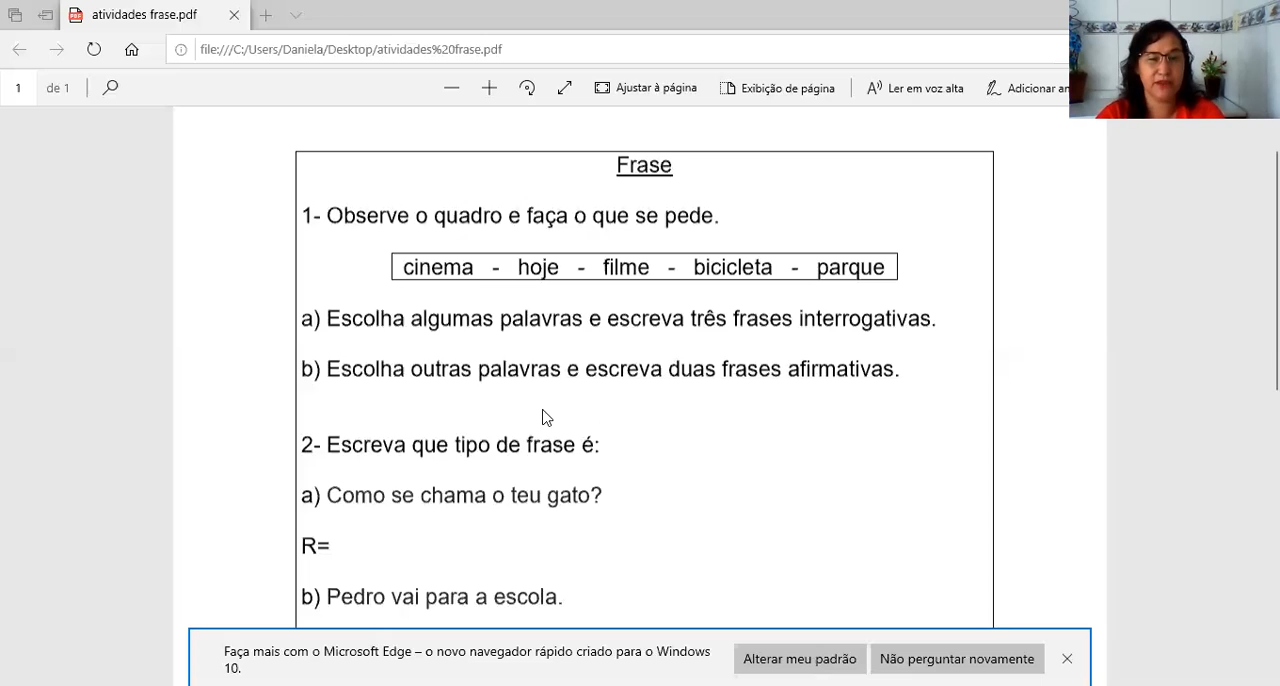 atividades frase.pdf
file:///C:/Users/Daniela/Desktop/atividades%20frase.pdf
1 de 1
Ajustar à página
Exibição de página
Ler em voz alta
Adicionar an
Frase
1- Observe o quadro e faça o que se pede.
cinema - hoje - filme - bicicleta - parque
a) Escolha algumas palavras e escreva três frases interrogativas.
b) Escolha outras palavras e escreva duas frases afirmativas.
2- Escreva que tipo de frase é:
a) Como se chama o teu gato?
R=
b) Pedro vai para a escola.
Faça mais com o Microsoft Edge – o novo navegador rápido criado para o Windows
10.
Alterar meu padrão
Não perguntar novamente